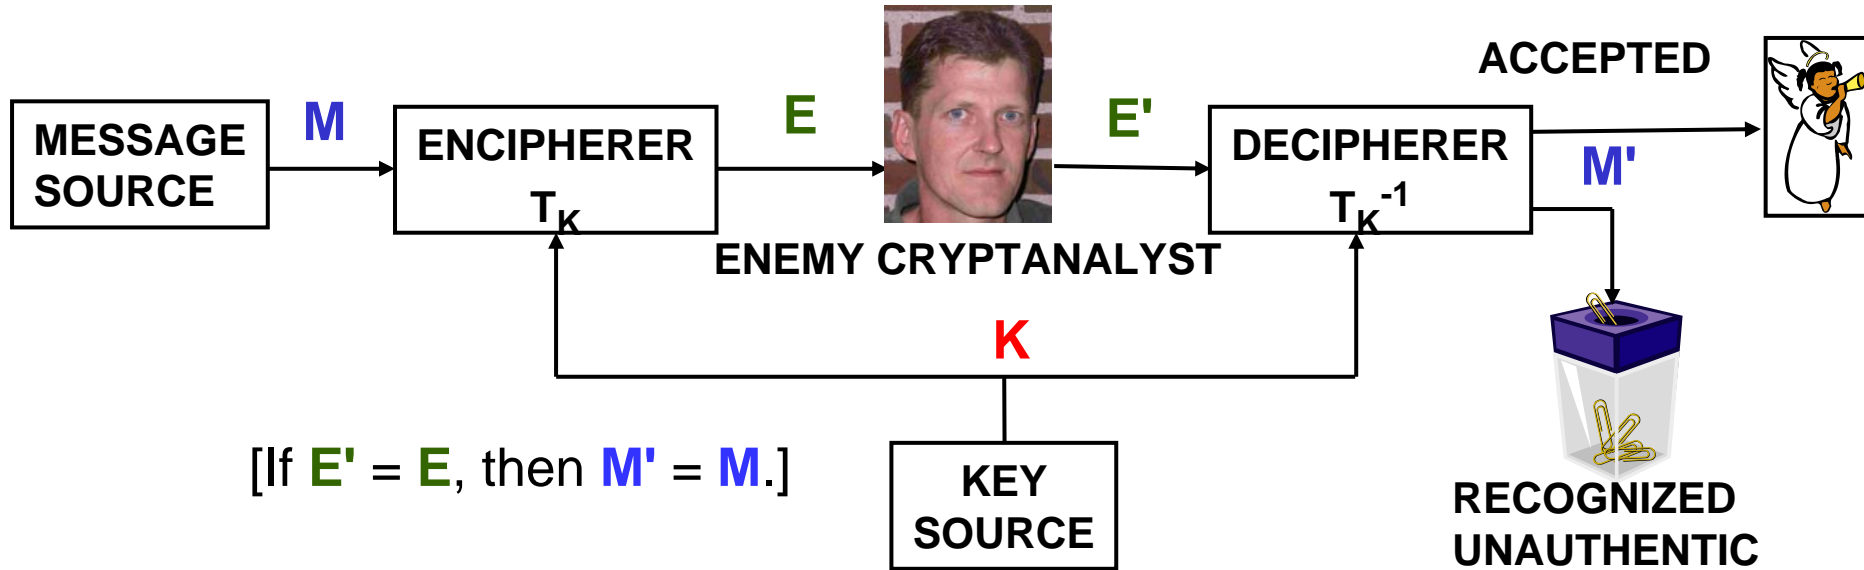 ACCEPTED
MESSAGE
SOURCE
M
ENCIPHERER
T_K
E
E'
DECIPHERER
T_K^-1
M'
ENEMY CRYPTANALYST
K
[If E' = E, then M' = M.]
KEY
SOURCE
RECOGNIZED
UNAUTHENTIC